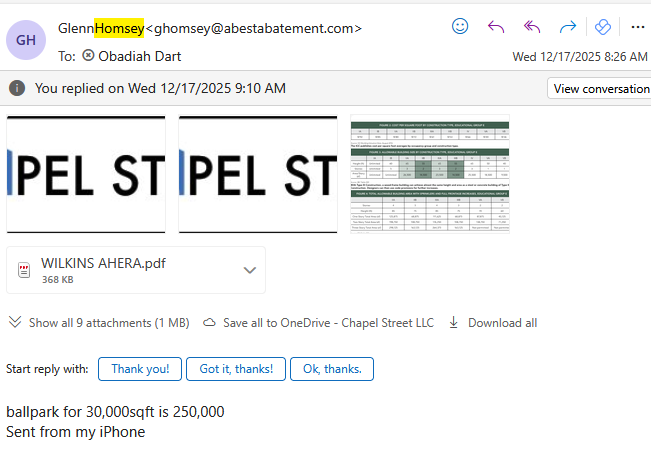 GH
Glenn Homsey<ghomsey@abestabatement.com>
To: Obadiah Dart
Wed 12/17/2025 8:26 AM
You replied on Wed 12/17/2025 9:10 AM
View conversation
PEL ST
PEL ST
WILKINS AHERA.pdf
368 KB
Show all 9 attachments (1 MB)
Save all to OneDrive - Chapel Street LLC
Download all
Start reply with:
Thank you!
Got it, thanks!
Ok, thanks.
ballpark for 30,000sqft is 250,000
Sent from my iPhone